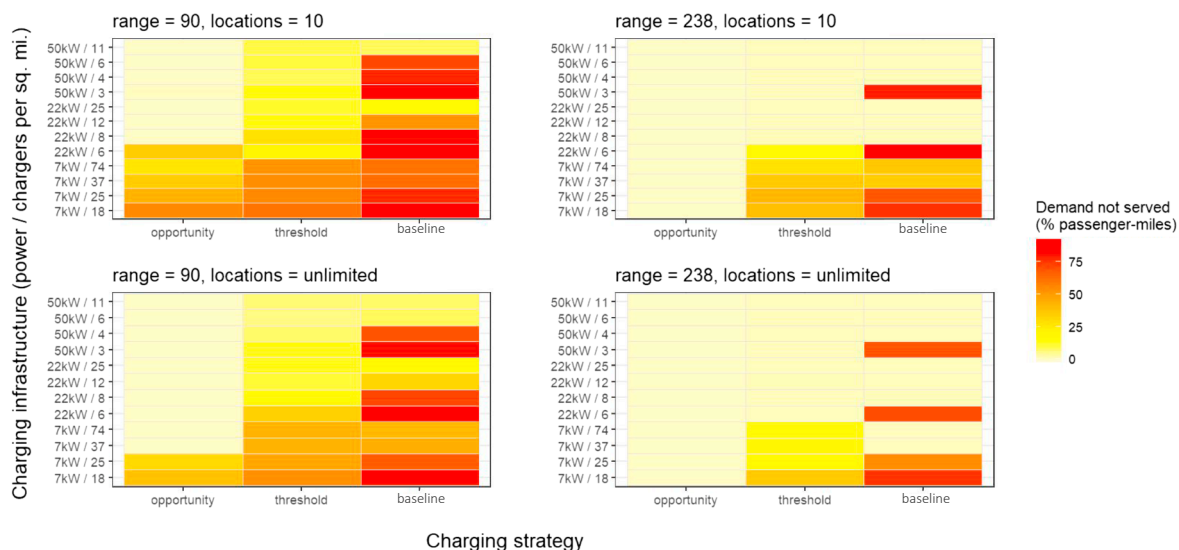 range = 90, locations = 10
50kW / 11
50kW / 6
50kW / 4
50kW / 3
22kW / 25
22kW / 12
22kW / 8
22kW / 6
7kW / 74
7kW / 37
7kW / 25
7kW / 18
opportunity threshold baseline
range = 238, locations = 10
50kW / 11
50kW / 6
50kW / 4
50kW / 3
22kW / 25
22kW / 12
22kW / 8
22kW / 6
7kW / 74
7kW / 37
7kW / 25
7kW / 18
opportunity threshold baseline
range = 90, locations = unlimited
50kW / 11
50kW / 6
50kW / 4
50kW / 3
22kW / 25
22kW / 12
22kW / 8
22kW / 6
7kW / 74
7kW / 37
7kW / 25
7kW / 18
opportunity threshold baseline
range = 238, locations = unlimited
50kW / 11
50kW / 6
50kW / 4
50kW / 3
22kW / 25
22kW / 12
22kW / 8
22kW / 6
7kW / 74
7kW / 37
7kW / 25
7kW / 18
opportunity threshold baseline
Charging infrastructure (power / chargers per sq. mi.)
Charging strategy
Demand not served
(% passenger-miles)
75
50
25
0